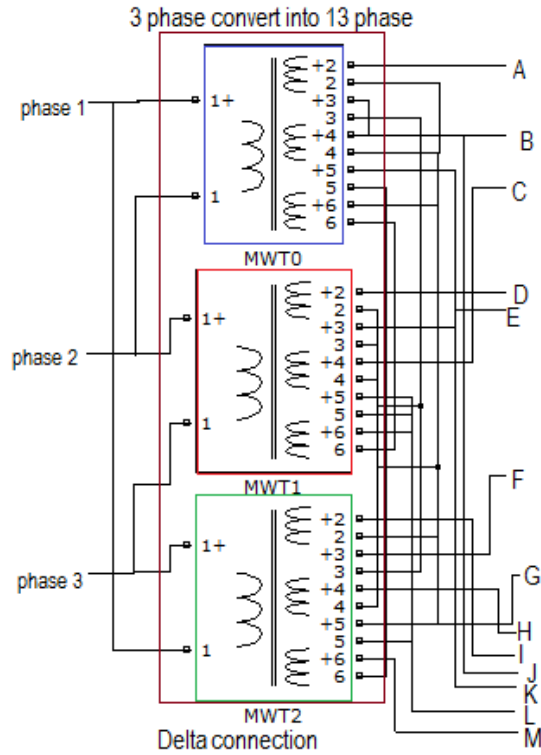 3 phase convert into 13 phase
phase 1
1+
1
+2
2
+3
3
+4
4
+5
5
+6
6
MWT0
A
B
C
phase 2
1+
1
+2
2
+3
3
+4
4
+5
5
+6
6
MWT1
D
E
F
phase 3
1+
1
+2
2
+3
3
+4
4
+5
5
+6
6
MWT2
G
H
I
J
K
L
M
Delta connection